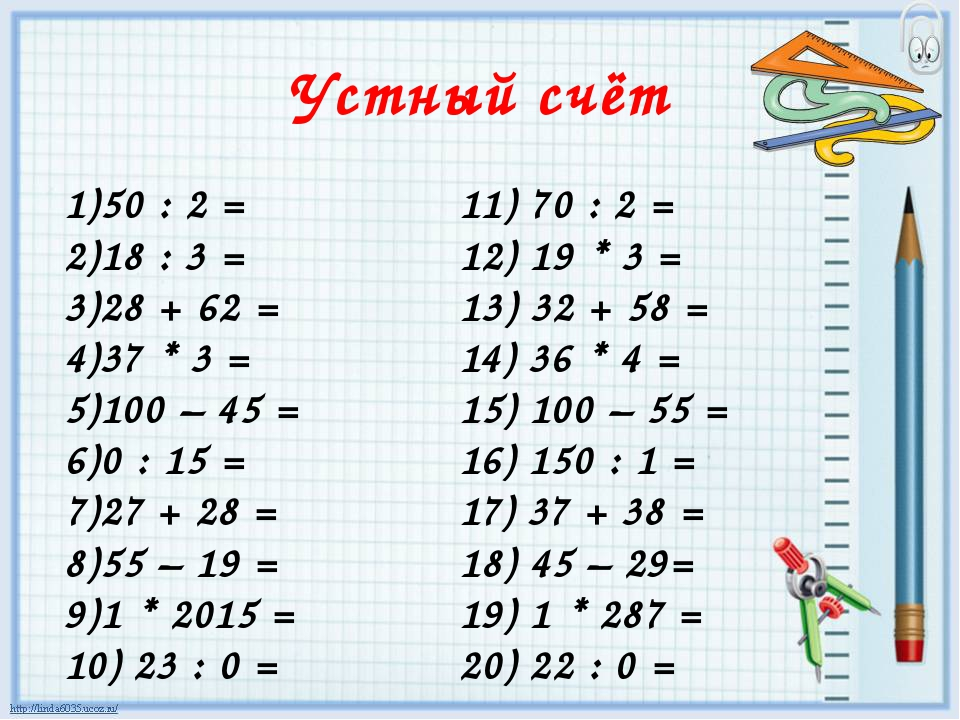 Устный счёт
1)50 : 2 =
2)18 : 3 =
3)28 + 62 =
4)37 * 3 =
5)100 – 45 =
6)0 : 15 =
7)27 + 28 =
8)55 – 19 =
9)1 * 2015 =
10) 23 : 0 =
11) 70 : 2 =
12) 19 * 3 =
13) 32 + 58 =
14) 36 * 4 =
15) 100 – 55 =
16) 150 : 1 =
17) 37 + 38 =
18) 45 – 29=
19) 1 * 287 =
20) 22 : 0 =
http://linda6035.ucoz.ru/